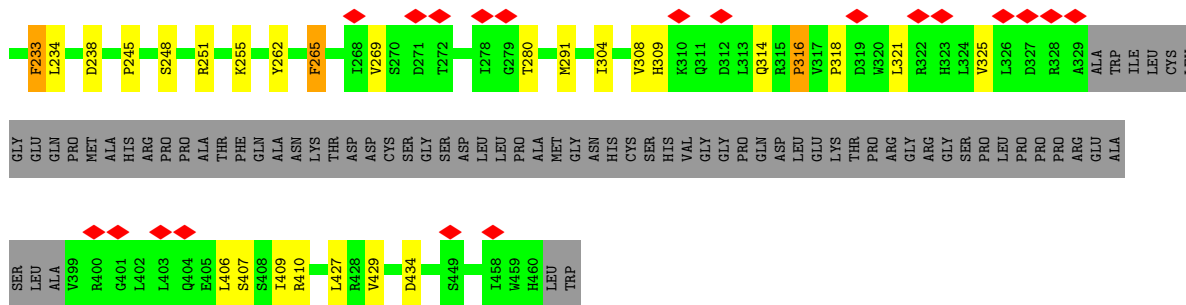 F233 L234 D238 P245 S248 R251 K255 Y262 F265 I268 V269 S270 D271 T272 I278 G279 T280 M291 I304 V308 H309 K310 Q311 D312 L313 Q314 R315 P316 V317 P318 D319 W320 L321 R322 H323 L324 V325 L326 D327 R328 A329 ALA TRP ILE LEU CYS LEU
GLY GLU GLN PRO MET ALA HIS ARG PRO PRO ALA THR PHE GLN ALA ASN LYS THR ASP ASP CYS SER GLY SER ASP LEU LEU PRO ALA MET GLY ASN HIS CYS SER HIS VAL GLY GLY PRO GLN ASP LEU GLU LYS THR PRO ARG GLY ARG GLY SER PRO LEU PRO PRO PRO ARG GLU ALA
SER LEU ALA V399 R400 G401 L402 L403 Q404 E405 L406 S407 S408 I409 R410 L427 R428 V429 D434 S449 I458 W459 H460 LEU TRP